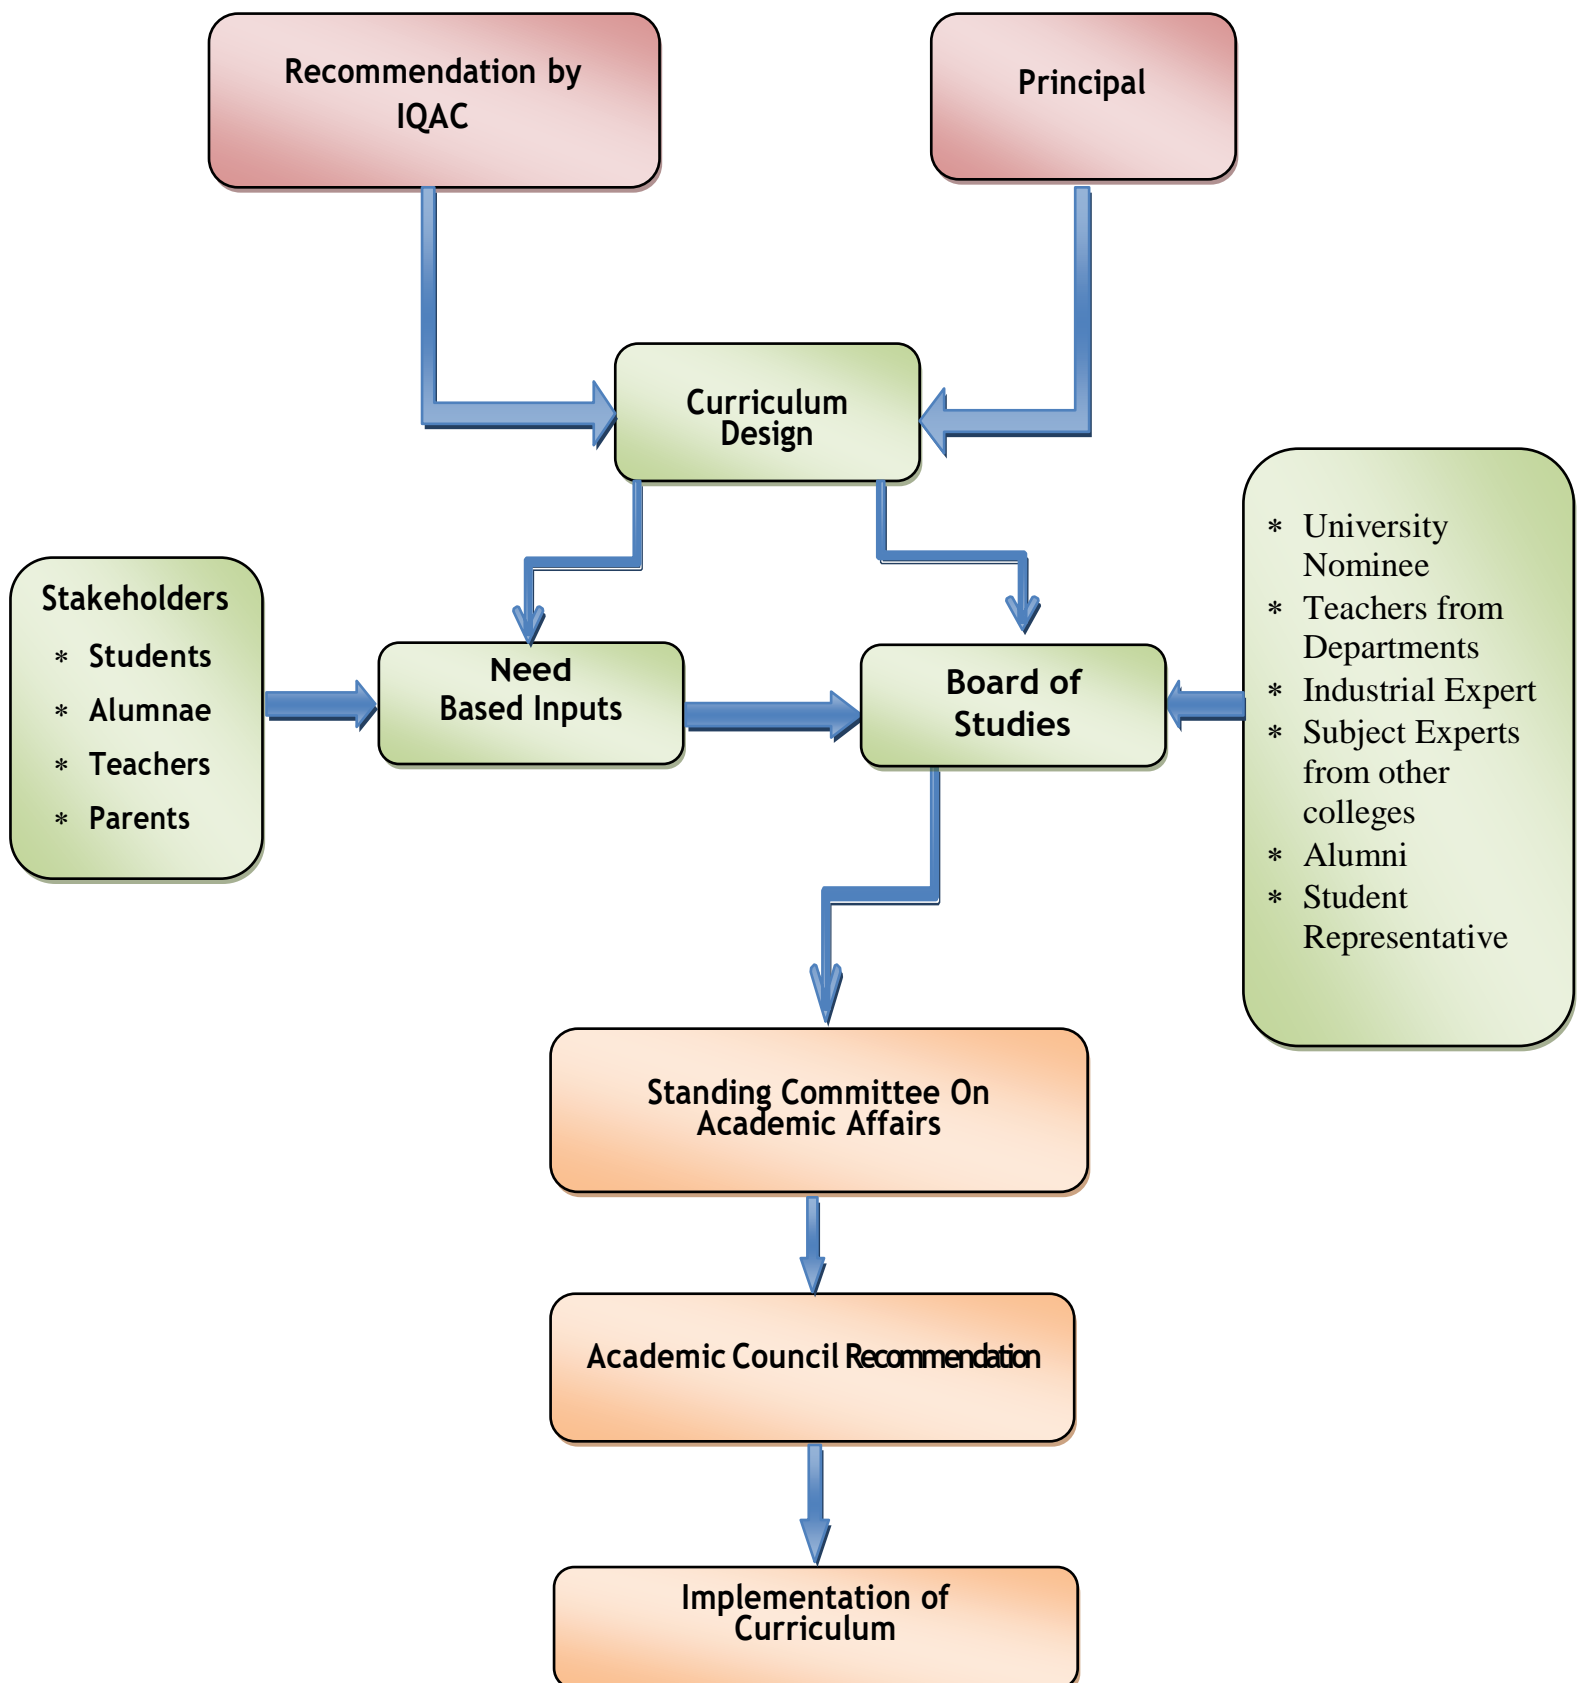 Recommendation by
IQAC
Principal
Curriculum
Design
Stakeholders
* Students
* Alumnae
* Teachers
* Parents
Need
Based Inputs
Board of
Studies
* University
Nominee
* Teachers from
Departments
* Industrial Expert
* Subject Experts
from other
colleges
* Alumni
* Student
Representative
Standing Committee On
Academic Affairs
Academic Council Recommendation
Implementation of
Curriculum